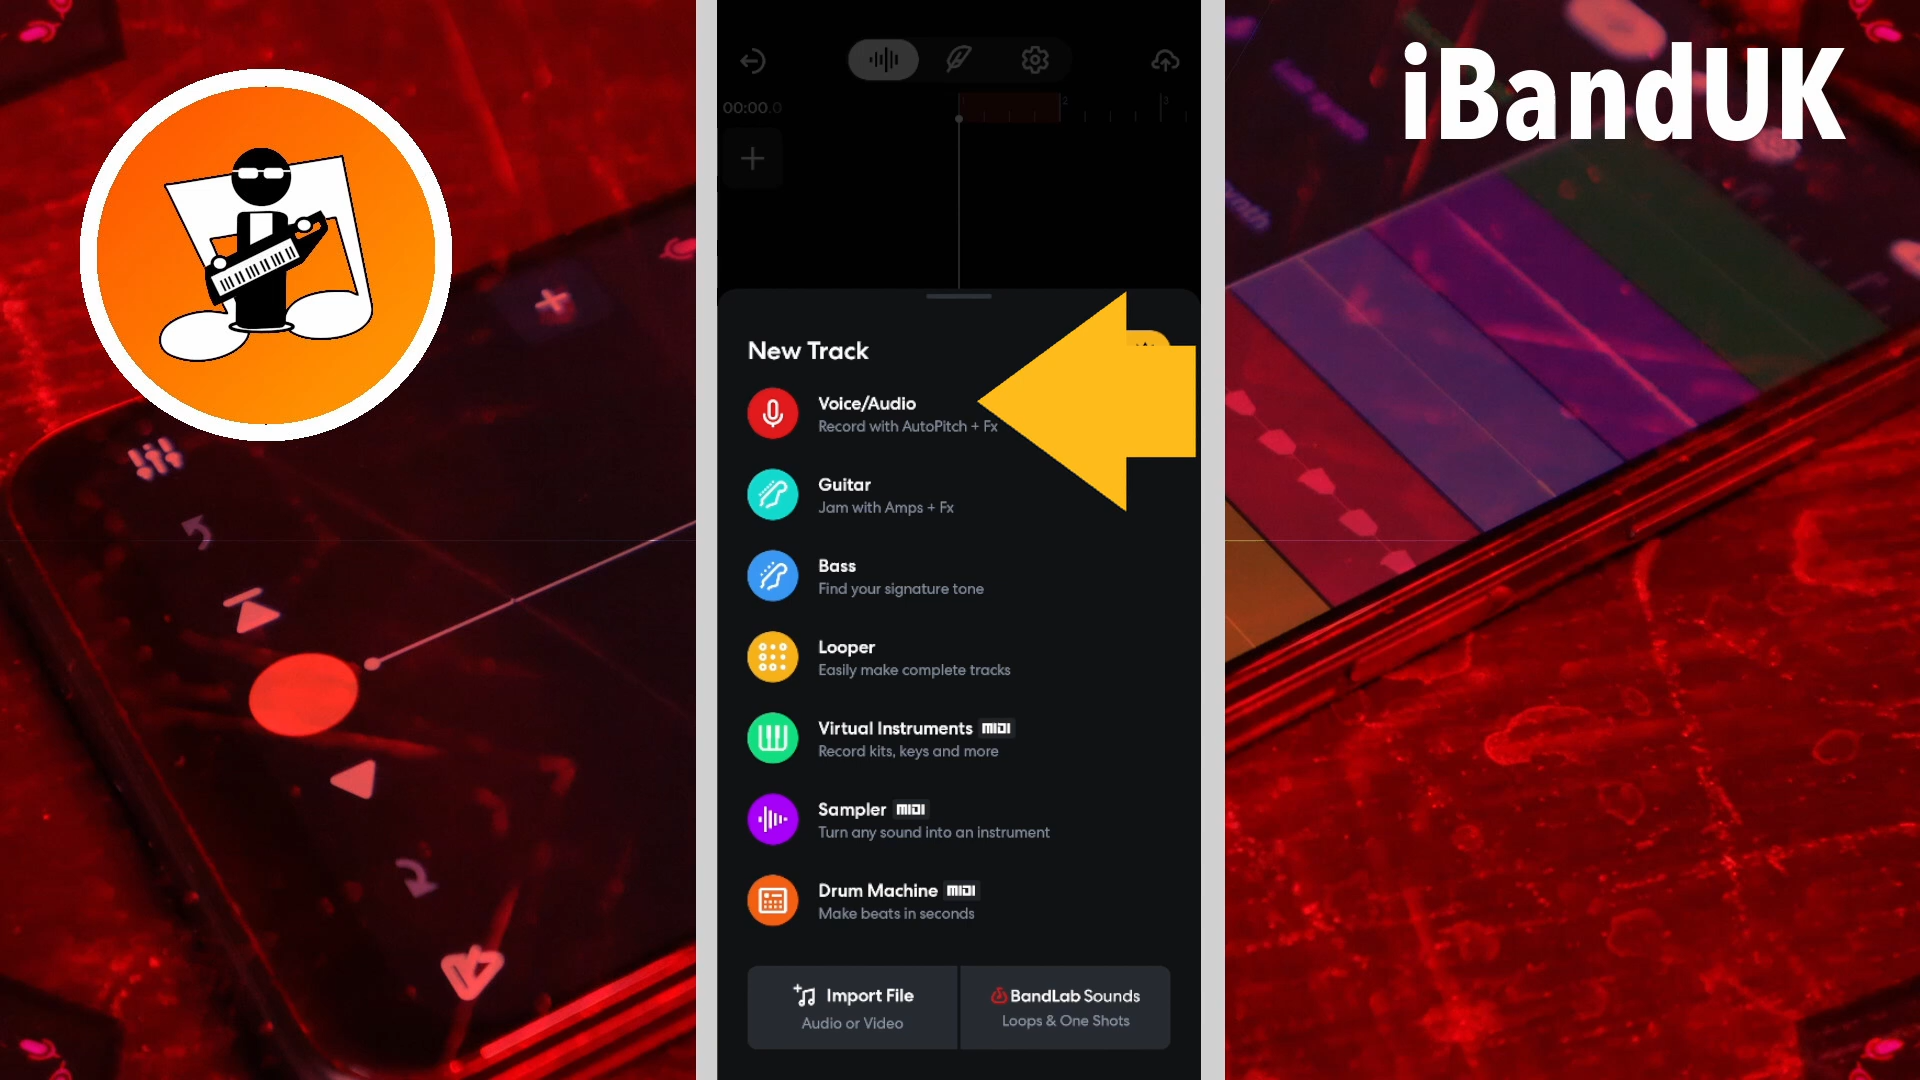 iBandUK
00:00.0
1 2 3
New Track
Voice/Audio
Record with AutoPitch + Fx
Guitar
Jam with Amps + Fx
Bass
Find your signature tone
Looper
Easily make complete tracks
Virtual Instruments MIDI
Record kits, keys and more
Sampler MIDI
Turn any sound into an instrument
Drum Machine MIDI
Make beats in seconds
Import File
Audio or Video
BandLab Sounds
Loops & One Shots